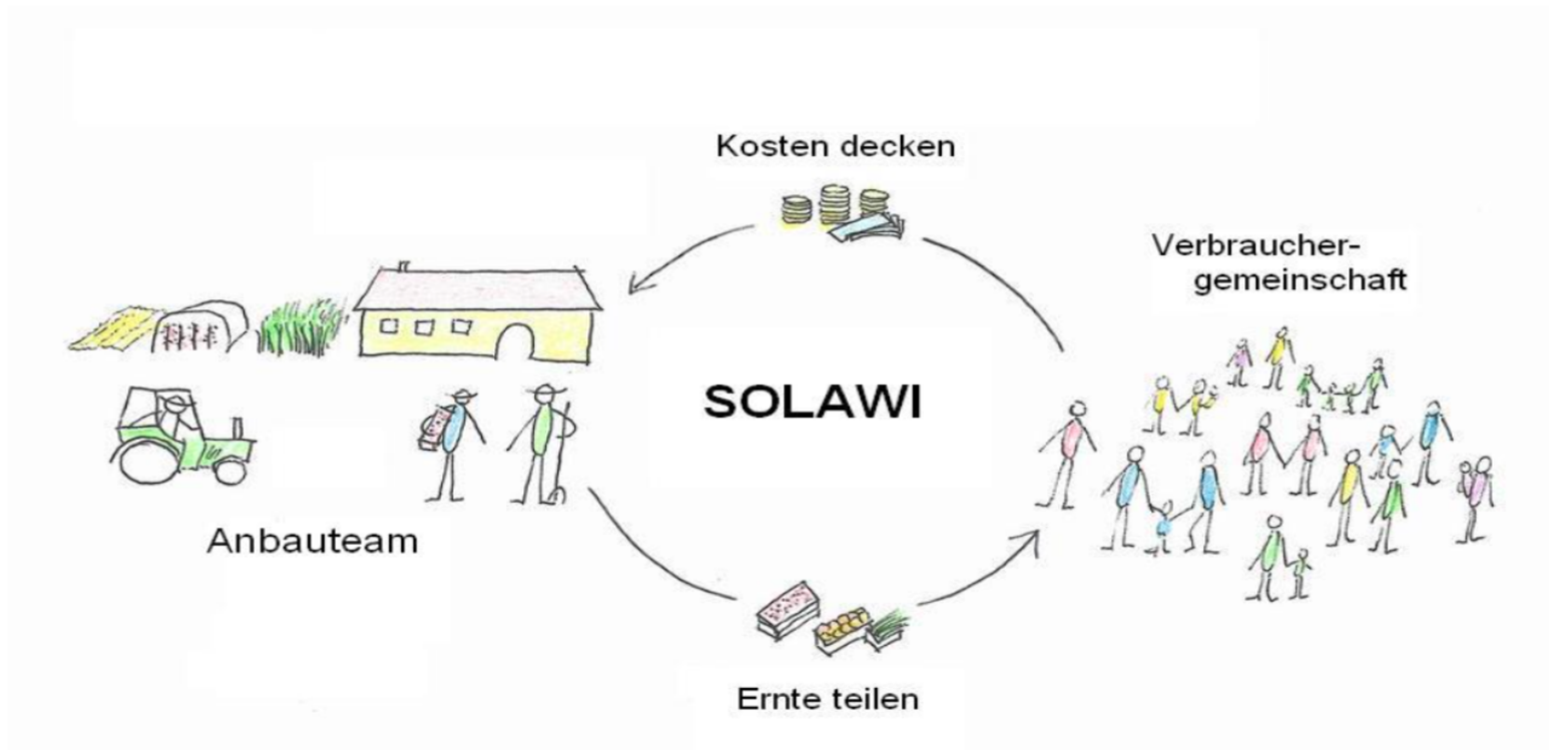 Kosten decken
Verbraucher-
gemeinschaft
SOLAWI
Anbauteam
Ernte teilen